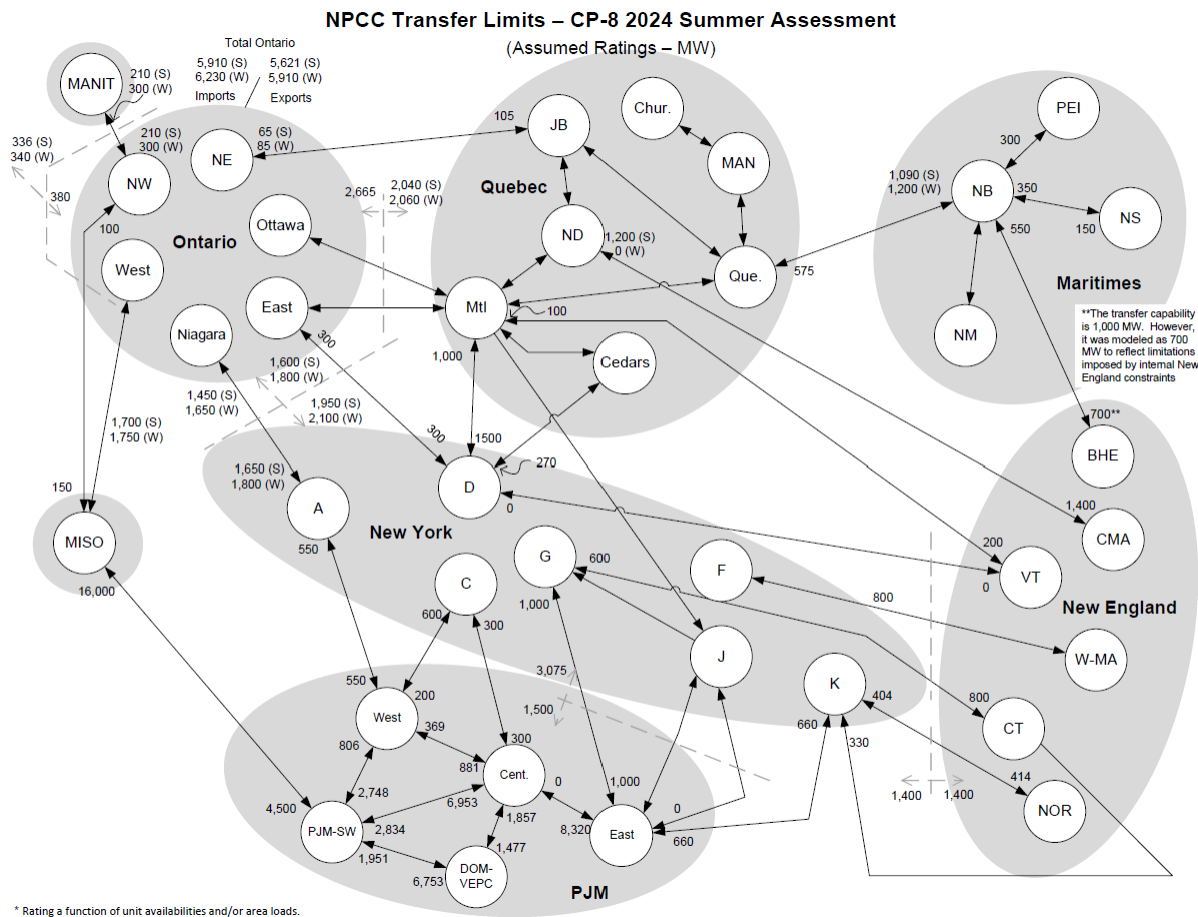 NPCC Transfer Limits – CP-8 2024 Summer Assessment
(Assumed Ratings – MW)
Total Ontario
5,910 (S)
6,230 (W)
Imports
5,621 (S)
5,910 (W)
Exports
MANIT
210 (S)
300 (W)
336 (S)
340 (W)
210 (S)
300 (W)
NW
380
100
NE
65 (S)
85 (W)
105
Ottawa
Ontario
West
East
Niagara
300
2,665
2,040 (S)
2,060 (W)
JB
Chur.
MAN
Quebec
ND
1,200 (S)
0 (W)
Que.
575
Mtl
100
1,000
Cedars
PEI
300
1,090 (S)
1,200 (W)
NB
350
NS
150
550
Maritimes
NM
**The transfer capability
is 1,000 MW. However,
it was modeled as 700
MW to reflect limitations
imposed by internal New
England constraints
1,600 (S)
1,800 (W)
1,450 (S)
1,650 (W)
1,950 (S)
2,100 (W)
1,700 (S)
1,750 (W)
300
1500
270
D
0
1,650 (S)
1,800 (W)
A
550
New York
150
MISO
16,000
700**
BHE
1,400
CMA
200
VT
0
New England
G
600
1,000
F
800
C
600
300
J
W-MA
K
404
660
330
800
CT
414
NOR
1,400
1,400
3,075
1,500
550
200
West
369
806
881
300
Cent.
0
2,748
6,953
1,857
4,500
PJM-SW
2,834
1,951
1,477
6,753
DOM-
VEPC
1,000
0
8,320
East
660
PJM
* Rating a function of unit availabilities and/or area loads.